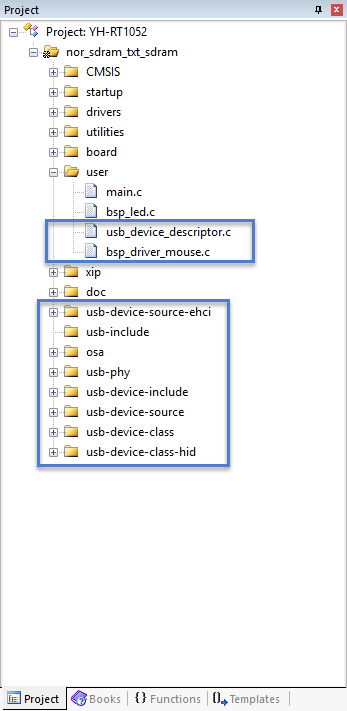 Project
Project: YH-RT1052
nor_sdram_txt_sdram
CMSIS
startup
drivers
utilities
board
user
main.c
bsp_led.c
usb_device_descriptor.c
bsp_driver_mouse.c
xip
doc
usb-device-source-ehci
usb-include
osa
usb-phy
usb-device-include
usb-device-source
usb-device-class
usb-device-class-hid
Project Books {} Functions 0 Templates